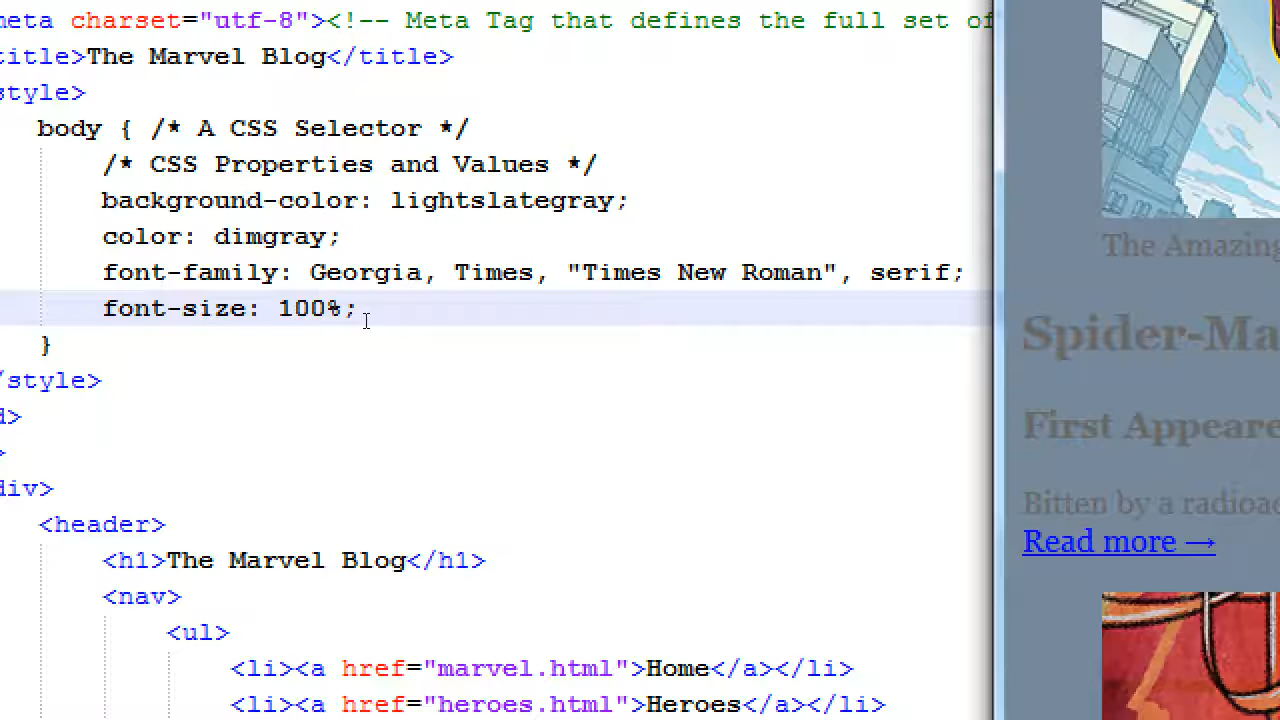 meta charset="utf-8"><!-- Meta Tag that defines the full set of
title>The Marvel Blog</title>
style>
body { /* A CSS Selector */
/* CSS Properties and Values */
background-color: lightslategray;
color: dimgray;
font-family: Georgia, Times, "Times New Roman", serif;
font-size: 100%;
}
/style>
d>
>
div>
<header>
<h1>The Marvel Blog</h1>
<nav>
<ul>
<li><a href="marvel.html">Home</a></li>
<li><a href="heroes.html">Heroes</a></li>
The Amazing
Spider-Ma
First Appeare
Bitten by a radioac
Read more →